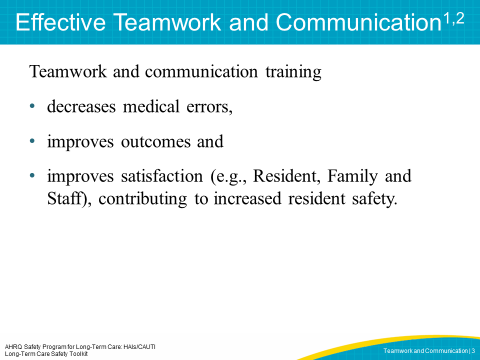 Effective Teamwork and Communication1,2
Teamwork and communication training
• decreases medical errors,
• improves outcomes and
• improves satisfaction (e.g., Resident, Family and
Staff), contributing to increased resident safety.
AHRQ Safety Program for Long-Term Care: HAIs/CAUTI
Long-Term Care Safety Toolkit
Teamwork and Communication | 3